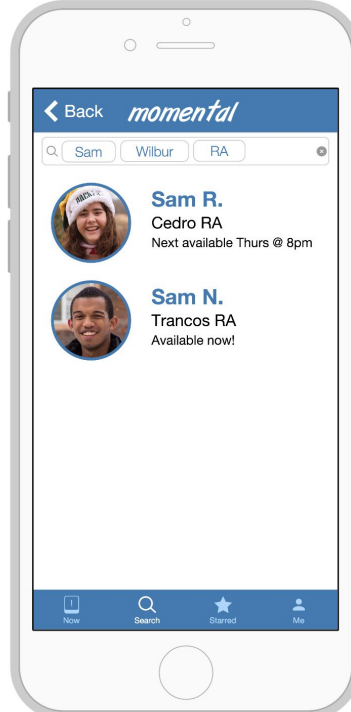 Back momental
Sam Wilbur RA
Sam R.
Cedro RA
Next available Thurs @ 8pm
Sam N.
Trancos RA
Available now!
Now Search Starred Me